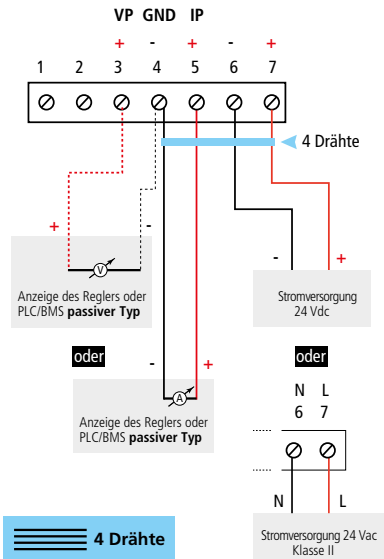 VP GND IP
+ - + - +
1 2 3 4 5 6 7
4 Drähte
+ -
V
- +
Anzeige des Reglers oder
PLC/BMS passiver Typ
Stromversorgung
24 Vdc
oder
oder
- +
A
Anzeige des Reglers oder
PLC/BMS passiver Typ
N L
6 7
N L
4 Drähte
Stromversorgung 24 Vac
Klasse II